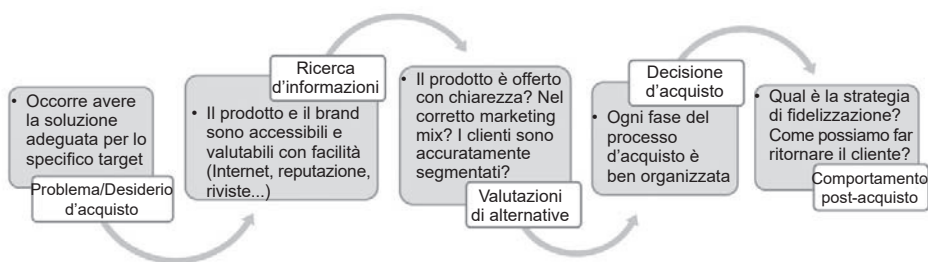 • Occorre avere
la soluzione
adeguata per lo
specifico target
Problema/Desiderio
d’acquisto
Ricerca
d’informazioni
• Il prodotto e il brand
sono accessibili e
valutabili con facilità
(Internet, reputazione,
riviste...)
• Il prodotto è offerto
con chiarezza? Nel
corretto marketing
mix? I clienti sono
accuratamente
segmentati?
Valutazioni
di alternative
Decisione
d’acquisto
• Ogni fase del
processo
d’acquisto è
ben organizzata
• Qual è la strategia
di fidelizzazione?
Come possiamo far
ritornare il cliente?
Comportamento
post-acquisto